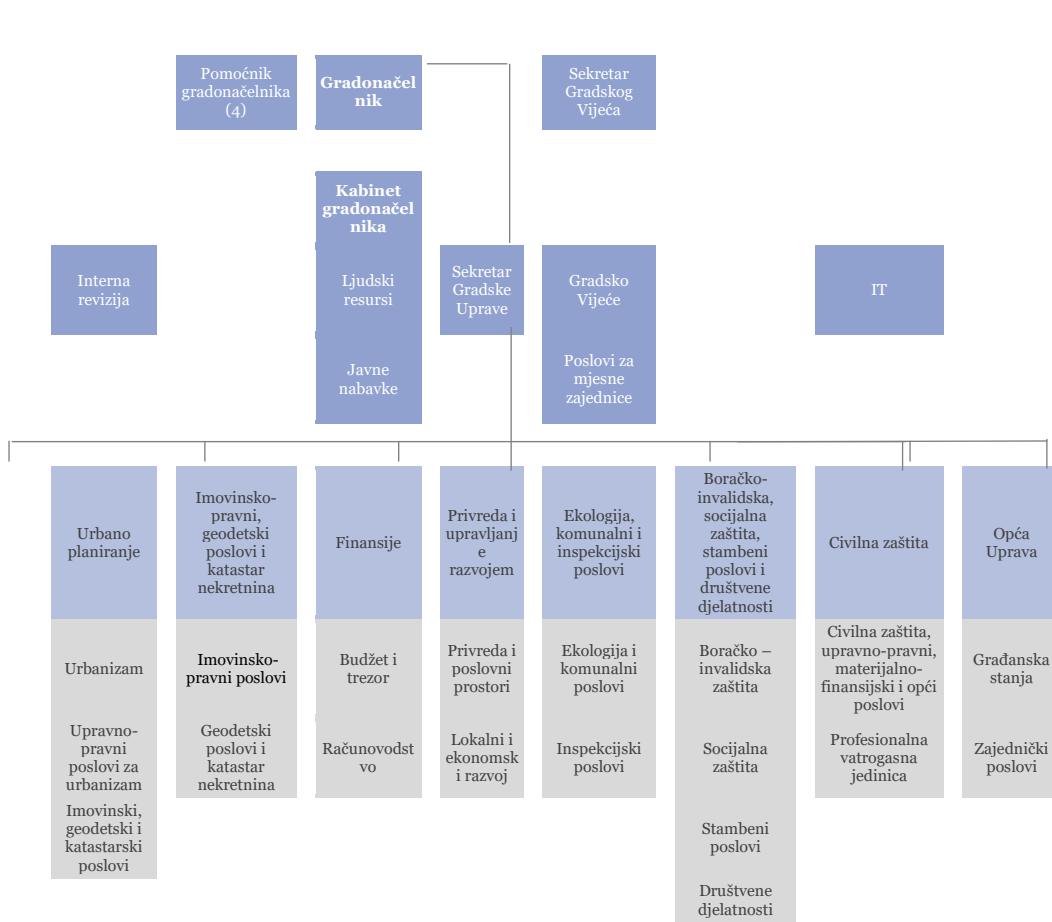 Pomoćnik
gradonačelnika
(4)
Gradonačel
nik
Sekretar
Gradskog
Vijeća
Kabinet
gradonačel
nika
Interna
revizija
Ljudski
resursi
Sekretar
Gradske
Uprave
Gradsko
Vijeće
IT
Javne
nabavke
Poslovi za
mjesne
zajednice
Urbano
planiranje
Imovinsko-
pravni,
geodetski
poslovi i
katastar
nekretnina
Finansije
Privreda i
upravljanj
e
razvojem
Ekologija,
komunalni i
inspekcijski
poslovi
Boračko-
invalidska,
socijalna
zaštita,
stambeni
poslovi i
društvene
djelatnosti
Civilna zaštita
Opća
Uprava
Urbanizam
Imovinsko-
pravni poslovi
Budžet i
trezor
Privreda i
poslovni
prostori
Ekologija i
komunalni
poslovi
Boračko –
invalidska
zaštita
Civilna zaštita,
upravno-pravni,
materijalno-
finansijski i opći
poslovi
Građanska
stanja
Upravno-
pravni
poslovi za
urbanizam
Geodetski
poslovi i
katastar
nekretnina
Računovodst
vo
Lokalni i
ekonomsk
i razvoj
Inspekcijski
poslovi
Socijalna
zaštita
Profesionalna
vatrogasna
jedinica
Zajednički
poslovi
Imovinski,
geodetski i
katastarski
poslovi
Stambeni
poslovi
Društvene
djelatnosti